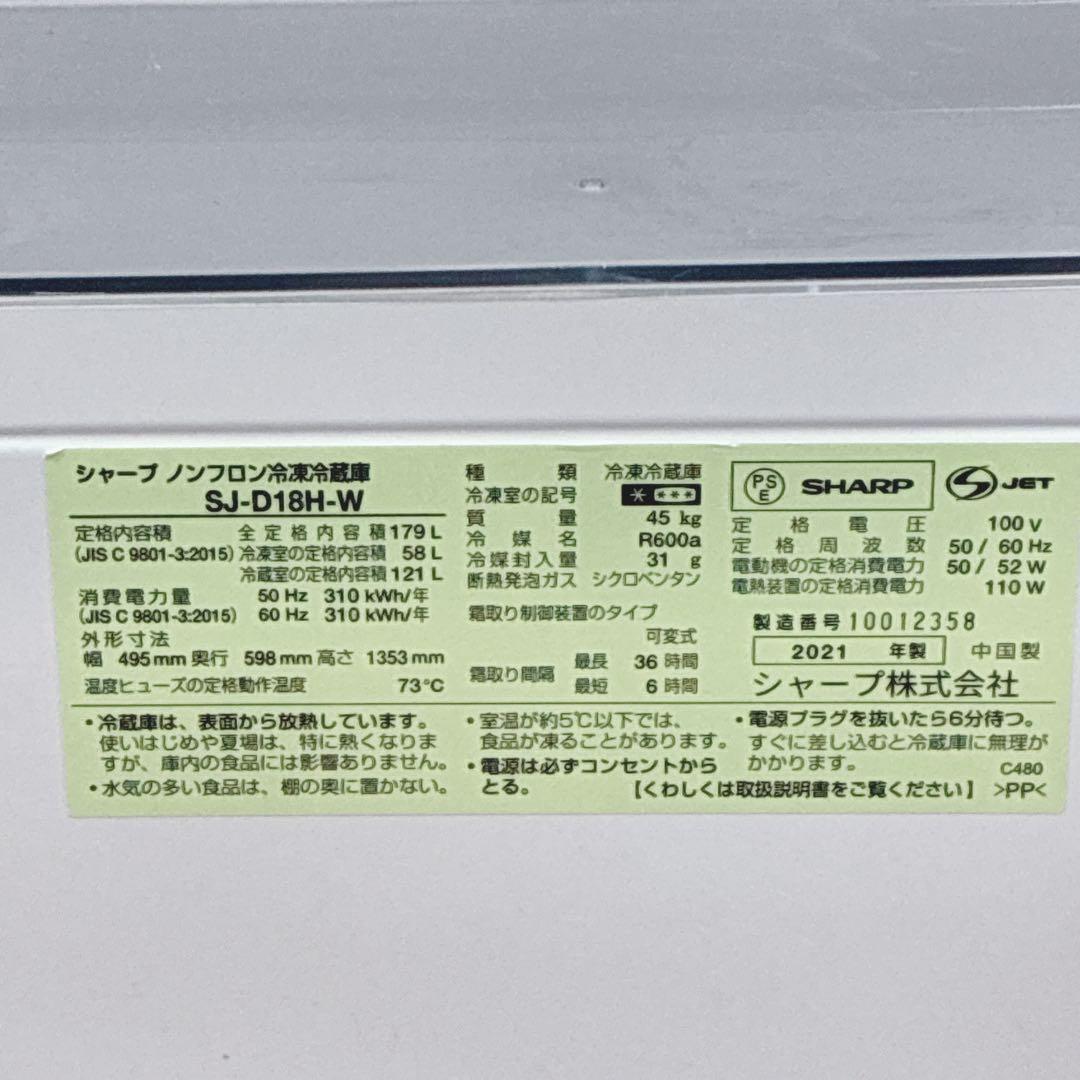 シャープ ノンフロン冷凍冷蔵庫
SJ-D18H-W
定格内容積 全定格内容積 179 L
(JIS C 9801-3:2015) 冷凍室の定格内容積 58 L
冷蔵室の定格内容積 121 L
消費電力量 50 Hz 310 kWh/年
(JIS C 9801-3:2015) 60 Hz 310 kWh/年
外形寸法
幅 495 mm 奥行 598 mm 高さ 1353 mm
温度ヒューズの定格動作温度 73℃
種類 冷凍冷蔵庫
冷凍室の記号 * ***
質量 45 kg
冷媒名 R600a
冷媒封入量 31 g
断熱発泡ガス シクロペンタン
霜取り制御装置のタイプ
可変式
霜取り間隔 最長 36 時間
最短 6 時間
PSE SHARP S JET
定格電圧 100 V
定格周波数 50 / 60 Hz
電動機の定格消費電力 50 / 52 W
電熱装置の定格消費電力 110 W
製造番号 10012358
2021 年製 中国製
シャープ株式会社
・冷蔵庫は、表面から放熱しています。
使いはじめや夏場は、特に熱くなりま
すが、庫内の食品には影響ありません。
・水気の多い食品は、棚の奥に置かない。
・室温が約5℃以下では、
食品が凍ることがあります。
・電源は必ずコンセントから
とる。
・電源プラグを抜いたら6分待つ。
すぐに差し込むと冷蔵庫に無理が
かかります。 C480
【くわしくは取扱説明書をご覧ください】 >PP<